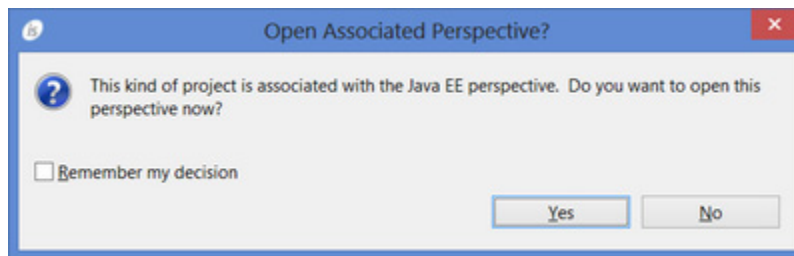 is
Open Associated Perspective?
This kind of project is associated with the Java EE perspective. Do you want to open this
perspective now?
Remember my decision
Yes
No